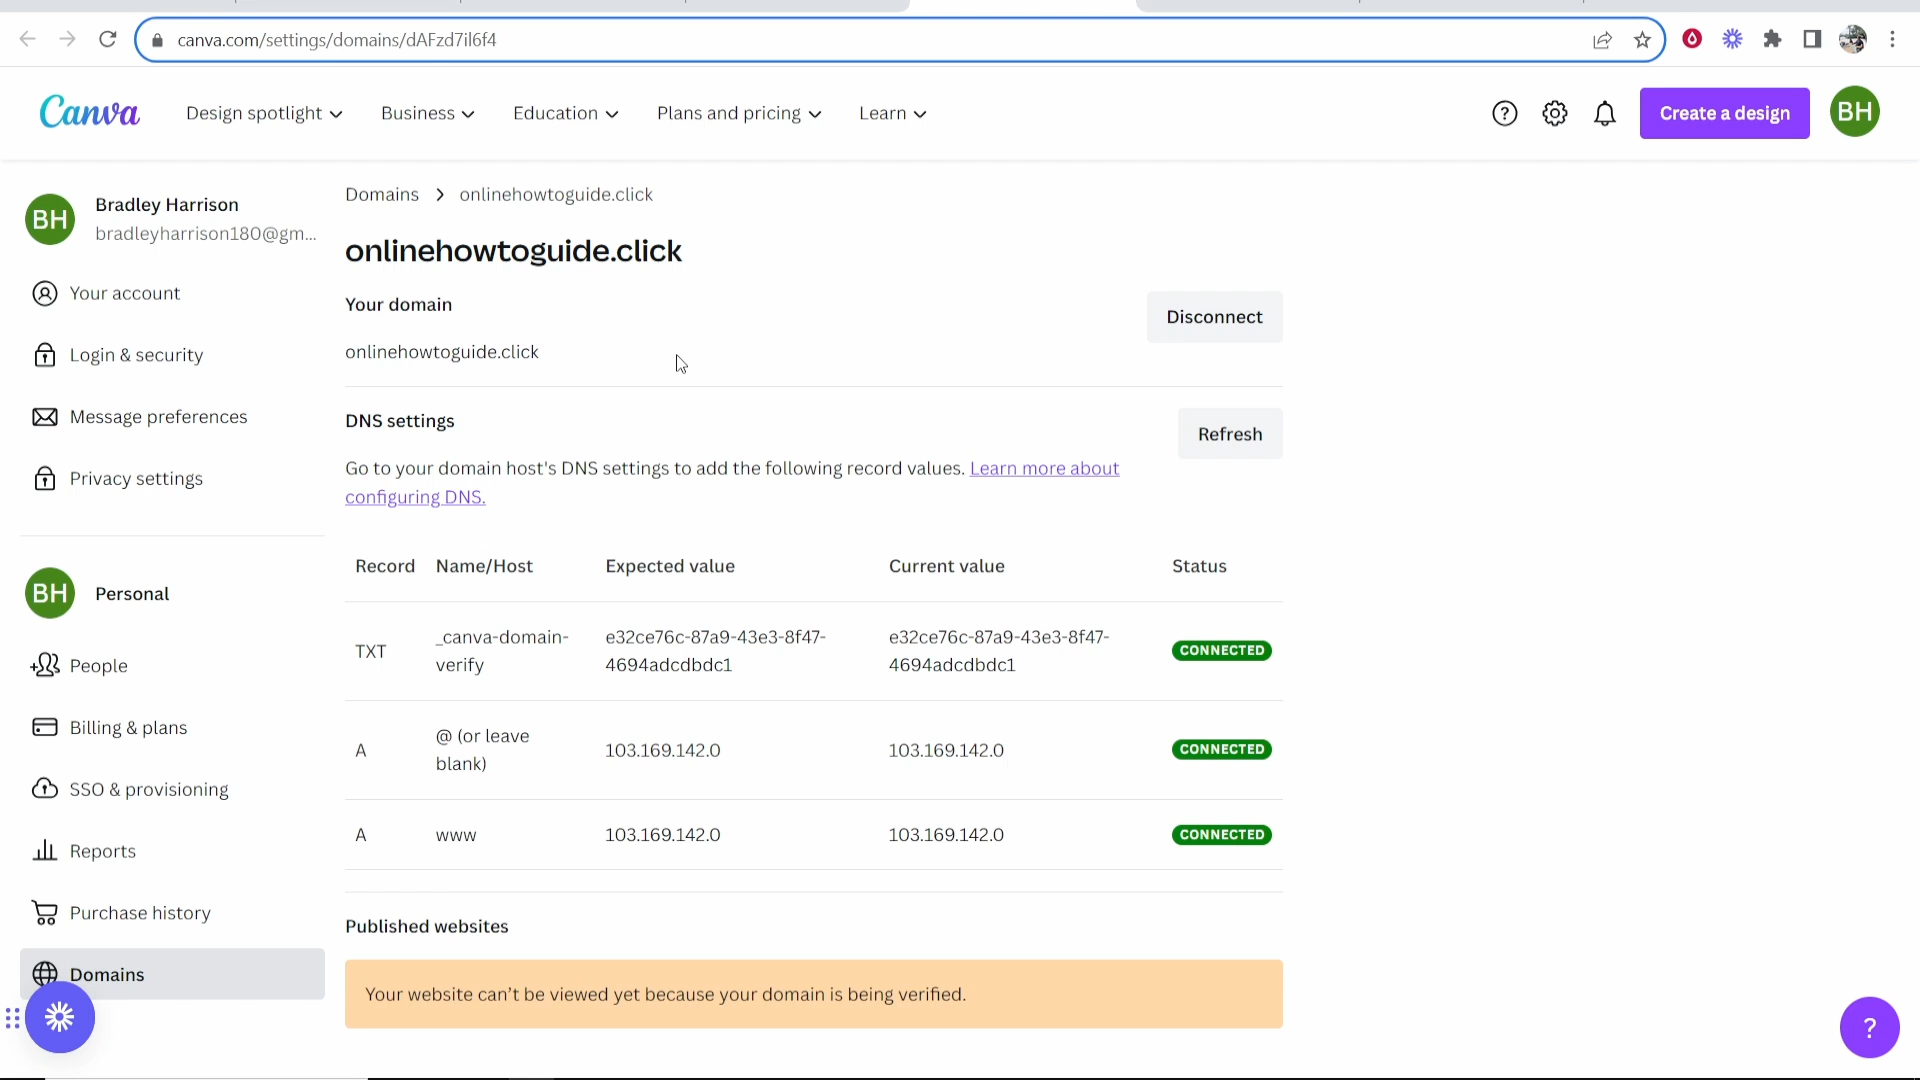 canva.com/settings/domains/dAFzd7il6f4
Canva
Design spotlight
Business
Education
Plans and pricing
Learn
?
Create a design
BH
BH
Bradley Harrison
bradleyharrison180@gm...
Your account
Login & security
Message preferences
Privacy settings
BH
Personal
People
Billing & plans
SSO & provisioning
Reports
Purchase history
Domains
Domains > onlinehowtoguide.click
onlinehowtoguide.click
Your domain
Disconnect
onlinehowtoguide.click
DNS settings
Refresh
Go to your domain host's DNS settings to add the following record values. Learn more about
configuring DNS.
Record Name/Host Expected value Current value Status
TXT
_canva-domain-
verify
e32ce76c-87a9-43e3-8f47-
4694adcdbdc1
e32ce76c-87a9-43e3-8f47-
4694adcdbdc1
CONNECTED
A
@ (or leave
blank)
103.169.142.0
103.169.142.0
CONNECTED
A www 103.169.142.0 103.169.142.0 CONNECTED
Published websites
Your website can’t be viewed yet because your domain is being verified.
?